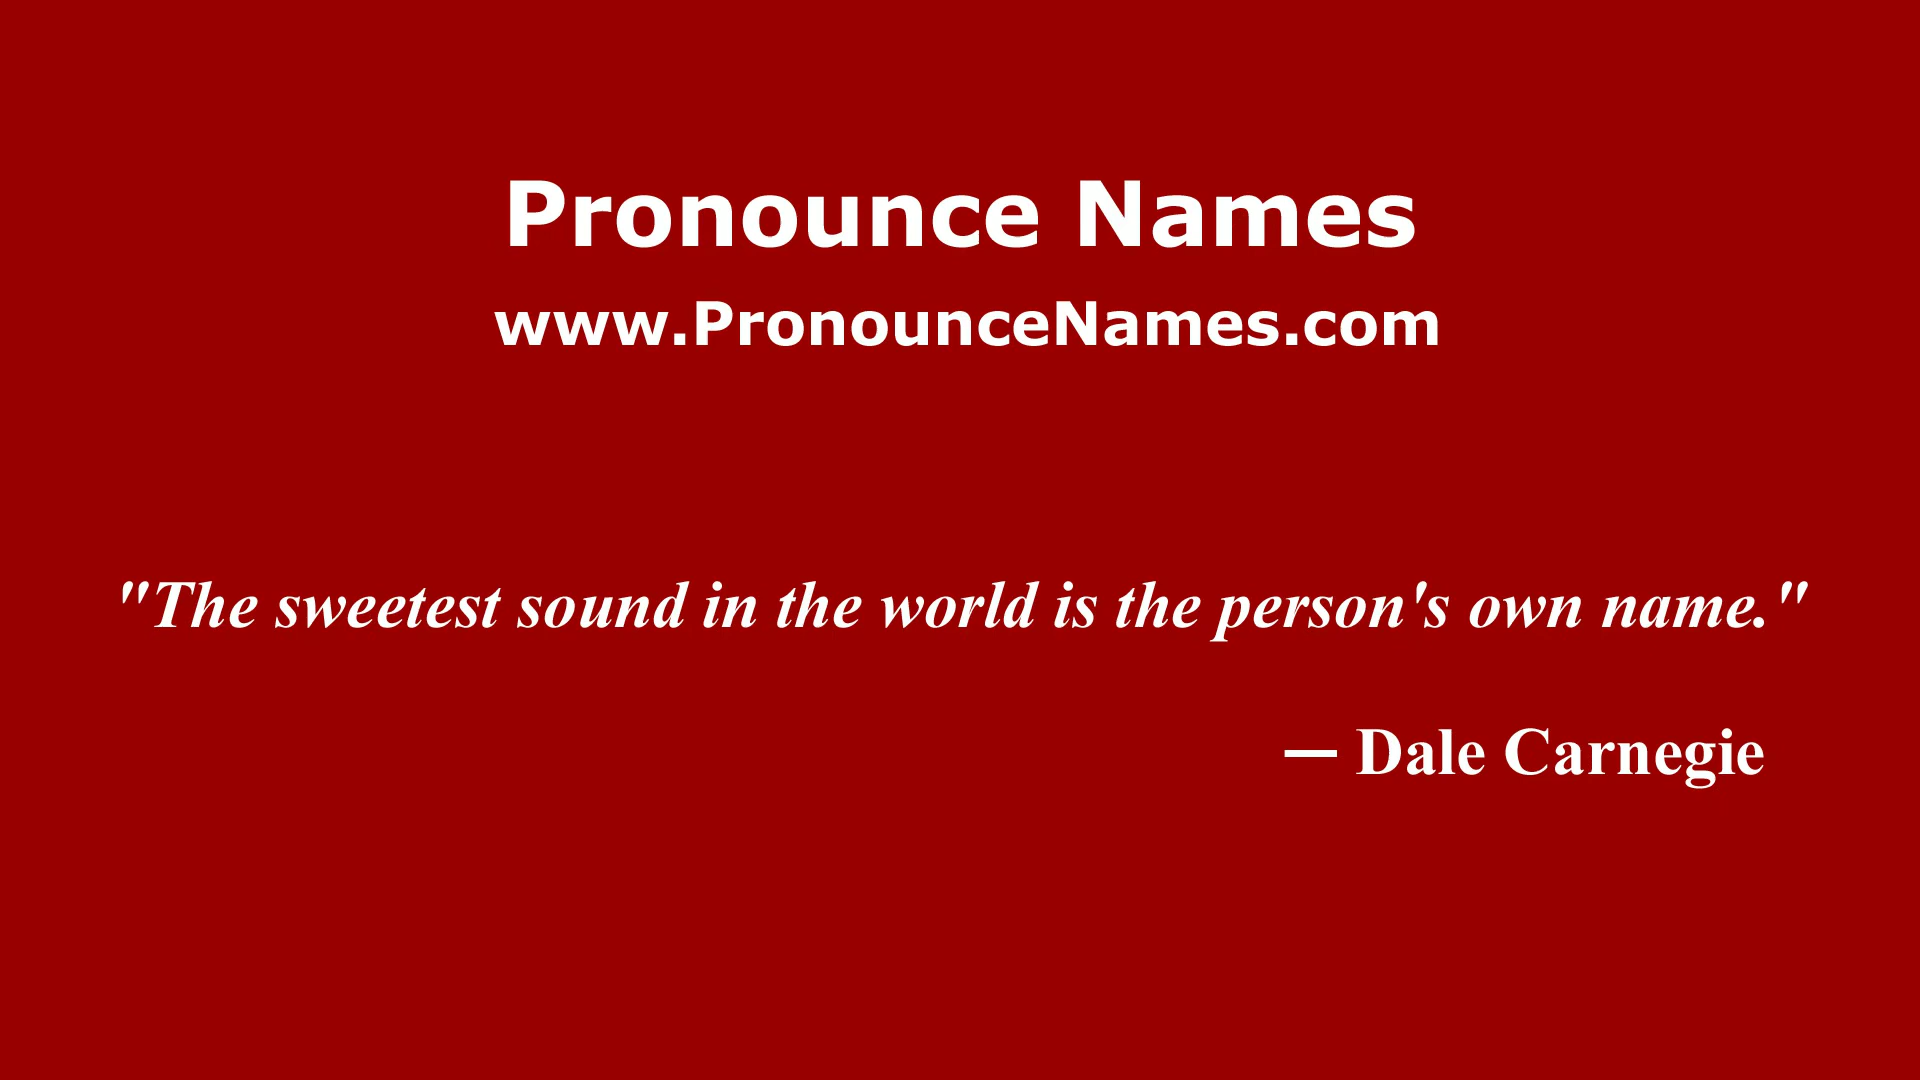 Pronounce Names
www.PronounceNames.com
"The sweetest sound in the world is the person's own name."
— Dale Carnegie